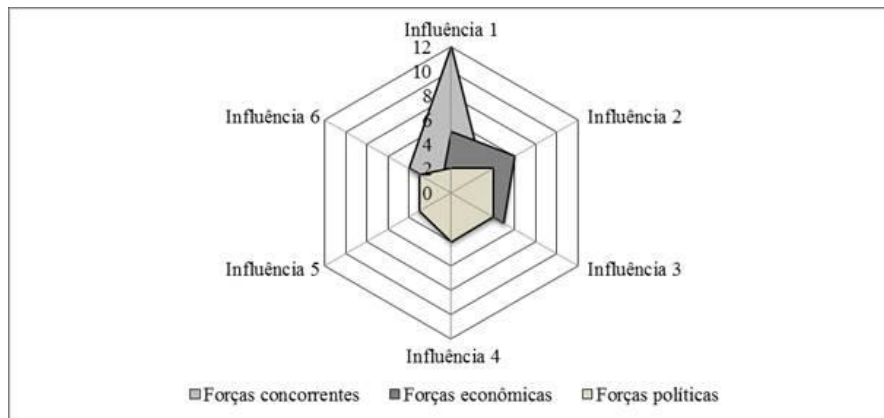 Influência 1
12
10
8
6
4
2
0
Influência 6
Influência 2
Influência 5
Influência 3
Influência 4
Forças concorrentes Forças econômicas Forças políticas